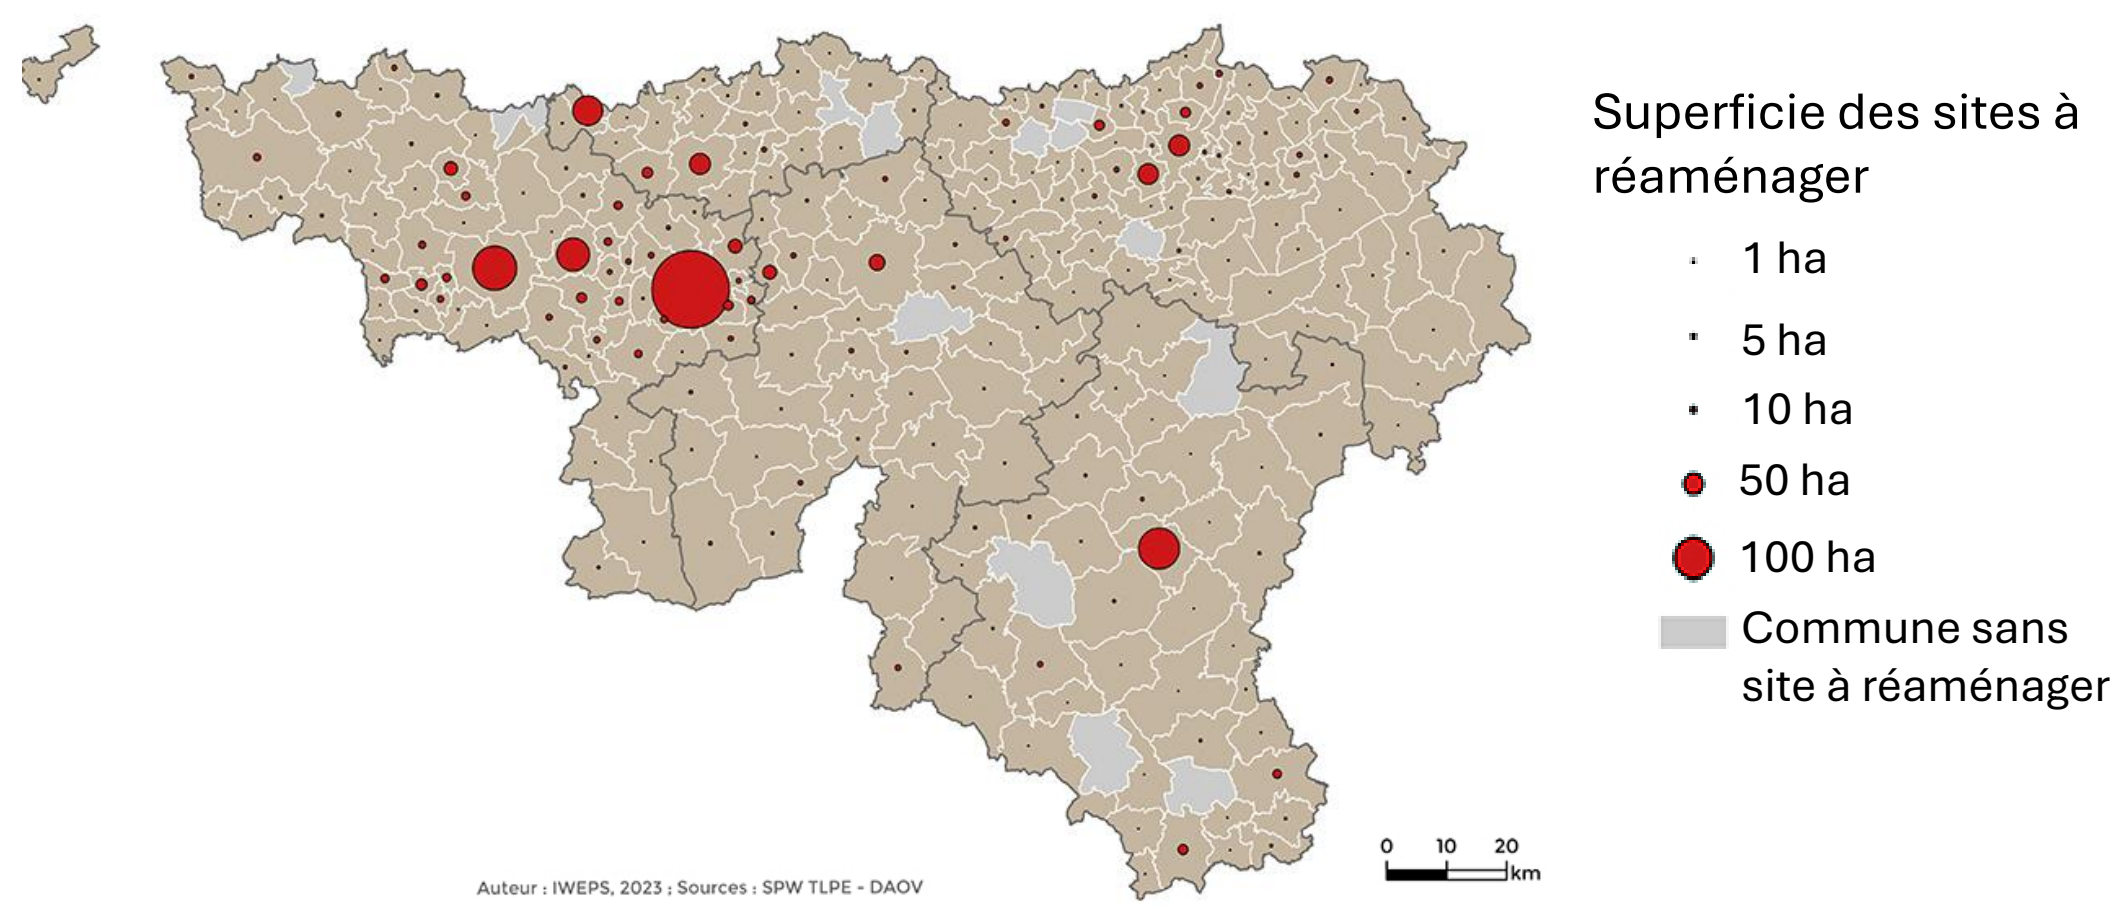 Superficie des sites à
réaménager
1 ha
5 ha
10 ha
50 ha
100 ha
Commune sans
site à réaménager
0 10 20
km
Auteur : IWEPS, 2023 ; Sources : SPW TLPE - DAOV